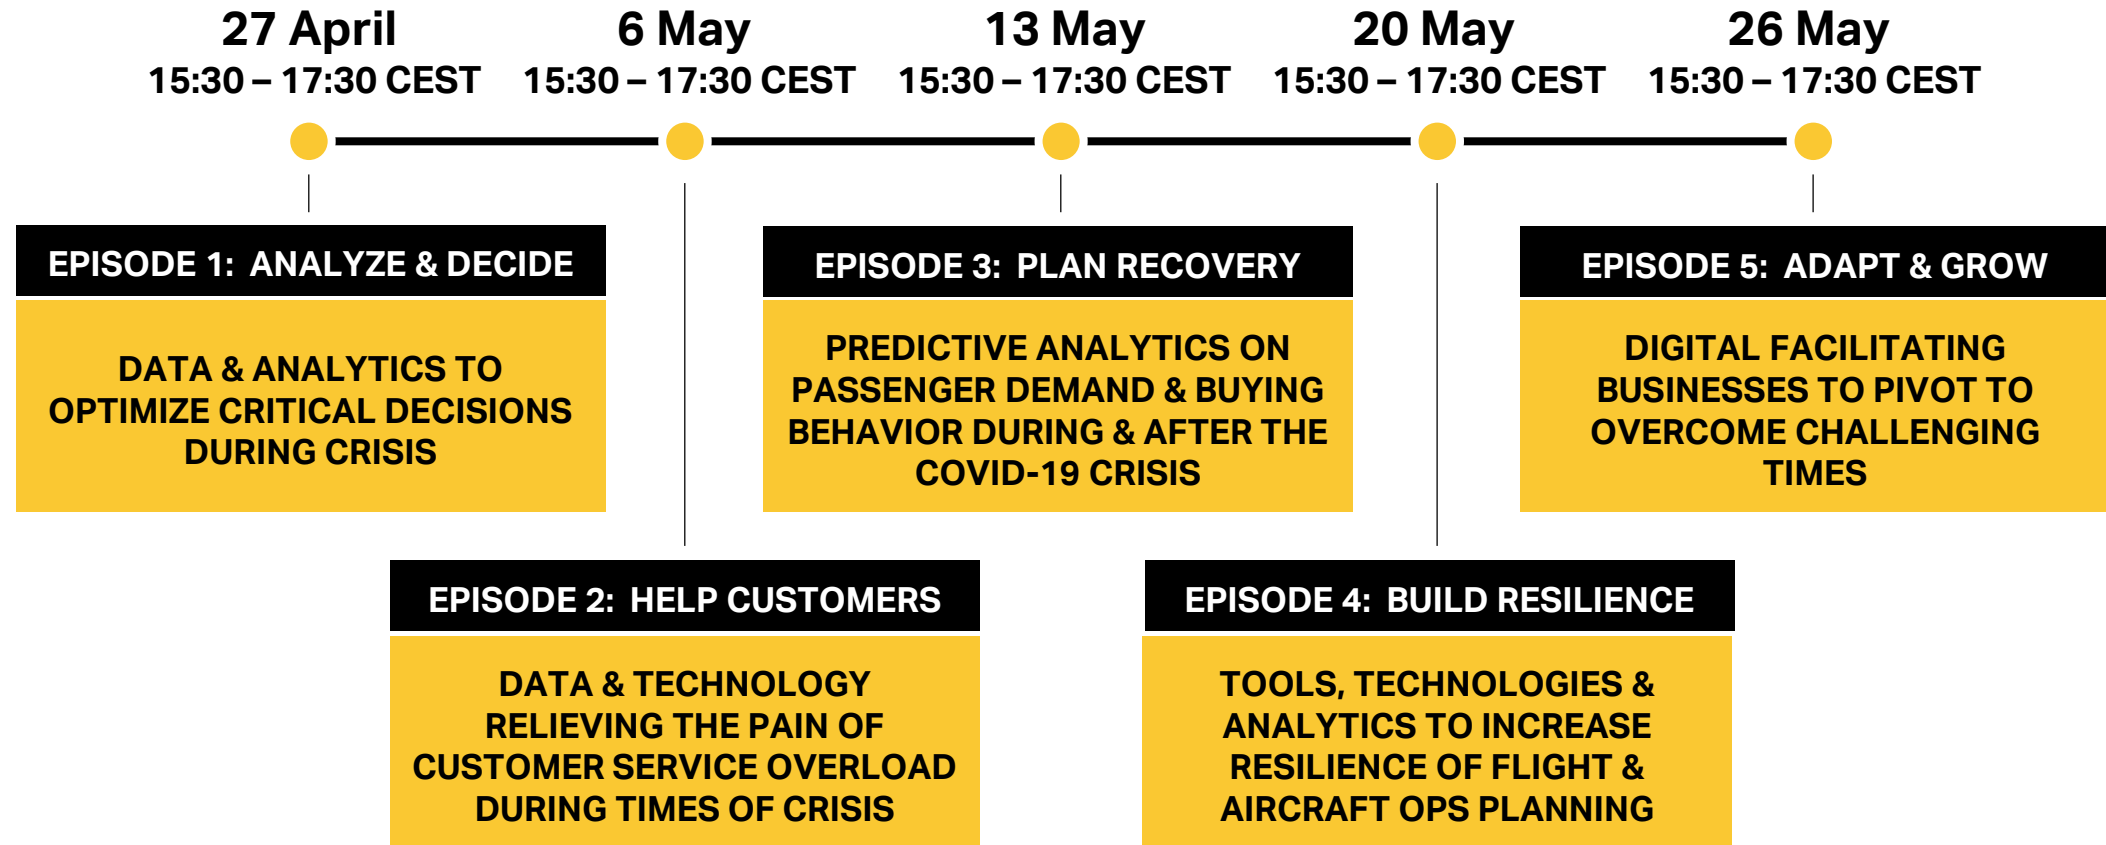 27 April
15:30 – 17:30 CEST
6 May
15:30 – 17:30 CEST
13 May
15:30 – 17:30 CEST
20 May
15:30 – 17:30 CEST
26 May
15:30 – 17:30 CEST
EPISODE 1: ANALYZE & DECIDE
DATA & ANALYTICS TO
OPTIMIZE CRITICAL DECISIONS
DURING CRISIS
EPISODE 2: HELP CUSTOMERS
DATA & TECHNOLOGY
RELIEVING THE PAIN OF
CUSTOMER SERVICE OVERLOAD
DURING TIMES OF CRISIS
EPISODE 3: PLAN RECOVERY
PREDICTIVE ANALYTICS ON
PASSENGER DEMAND & BUYING
BEHAVIOR DURING & AFTER THE
COVID-19 CRISIS
EPISODE 4: BUILD RESILIENCE
TOOLS, TECHNOLOGIES &
ANALYTICS TO INCREASE
RESILIENCE OF FLIGHT &
AIRCRAFT OPS PLANNING
EPISODE 5: ADAPT & GROW
DIGITAL FACILITATING
BUSINESSES TO PIVOT TO
OVERCOME CHALLENGING
TIMES